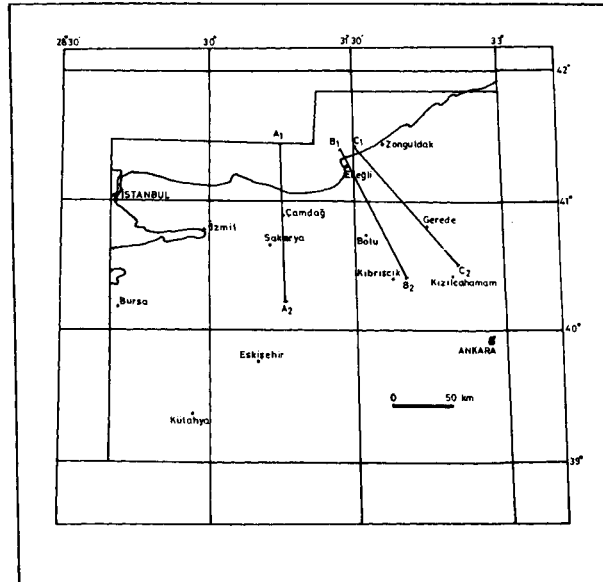 28°30' 30 31°30 33°
42°
A1
B1 C1
Zonguldak
Ereğli
İSTANBUL
41°
Çamdağ
Gerede
İzmit
Sakarya
Bolu
C2
Kıbrıscık
B2
Kızılcahamam
Bursa
A2
40°
ANKARA
Eskişehir
0 50 km
Kütahya
39°